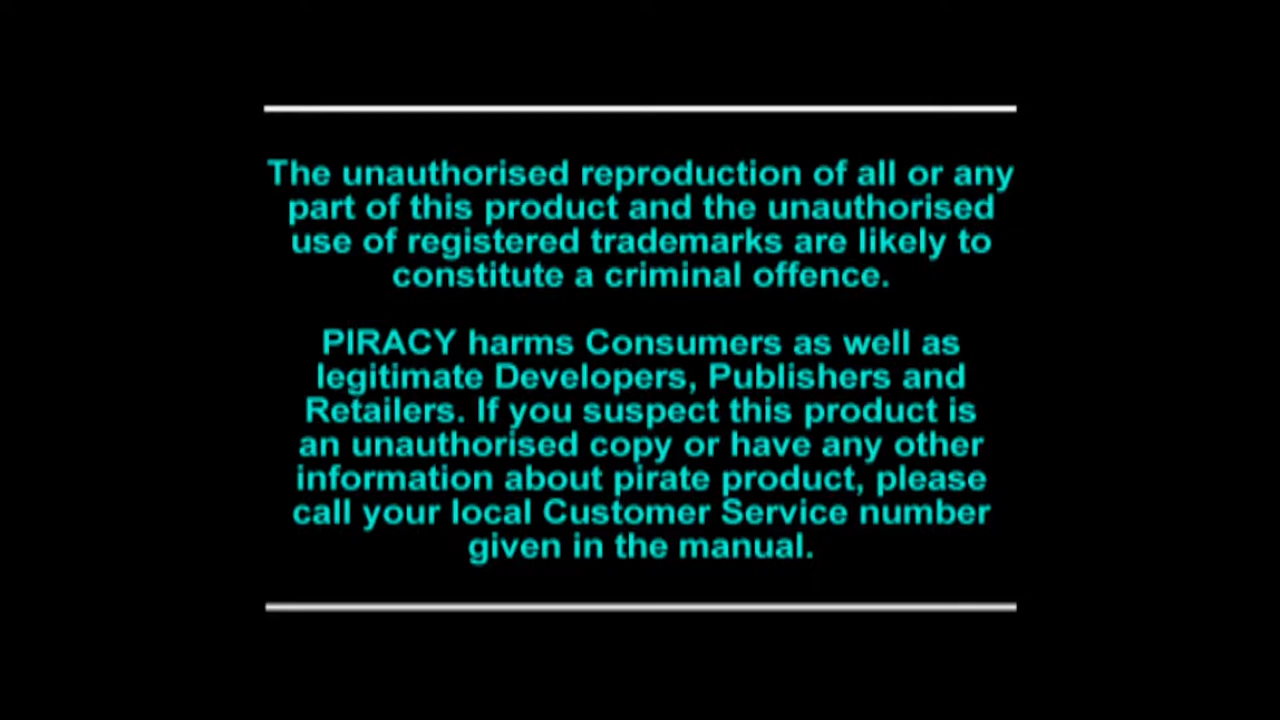 The unauthorised reproduction of all or any
part of this product and the unauthorised
use of registered trademarks are likely to
constitute a criminal offence.
PIRACY harms Consumers as well as
legitimate Developers, Publishers and
Retailers. If you suspect this product is
an unauthorised copy or have any other
information about pirate product, please
call your local Customer Service number
given in the manual.